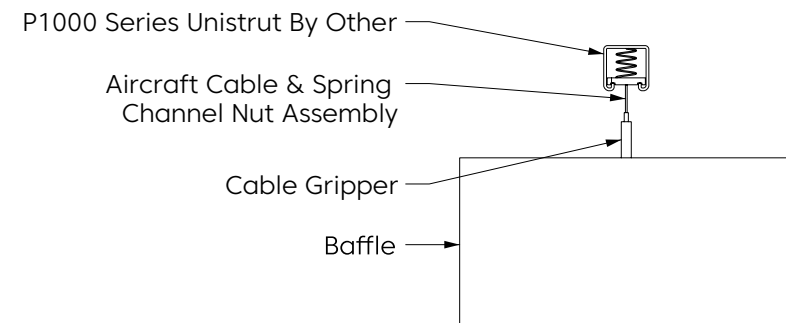 P1000 Series Unistrut By Other
Aircraft Cable & Spring
Channel Nut Assembly
Cable Gripper
Baffle